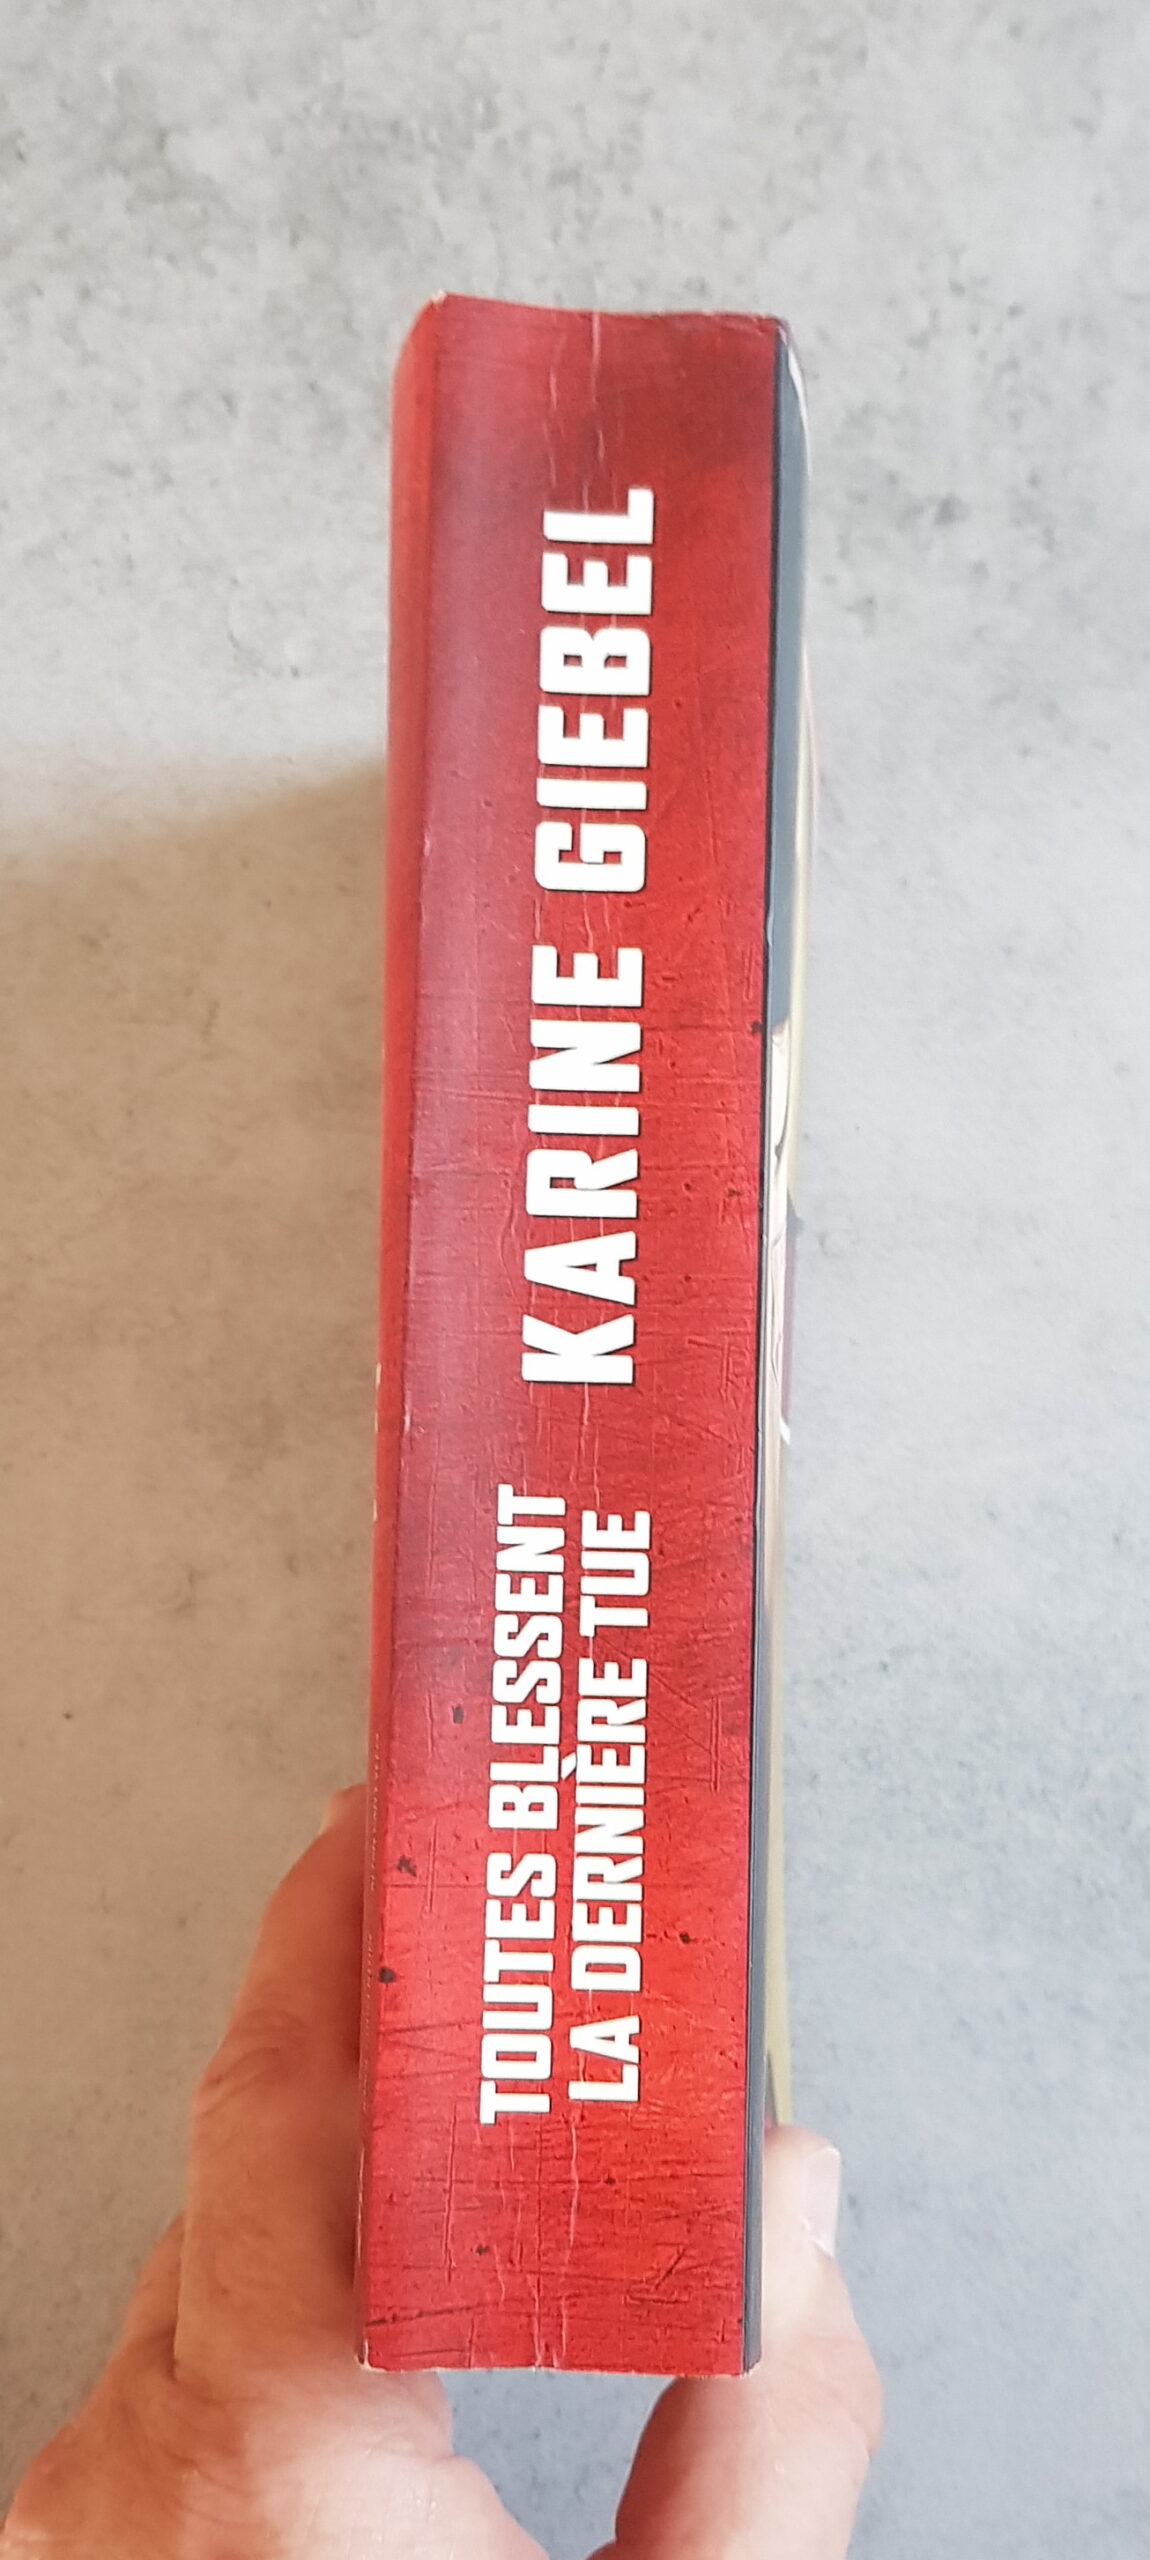 TOUTES BLESSENT
LA DERNIÈRE TUE
KARINE GIEBEL